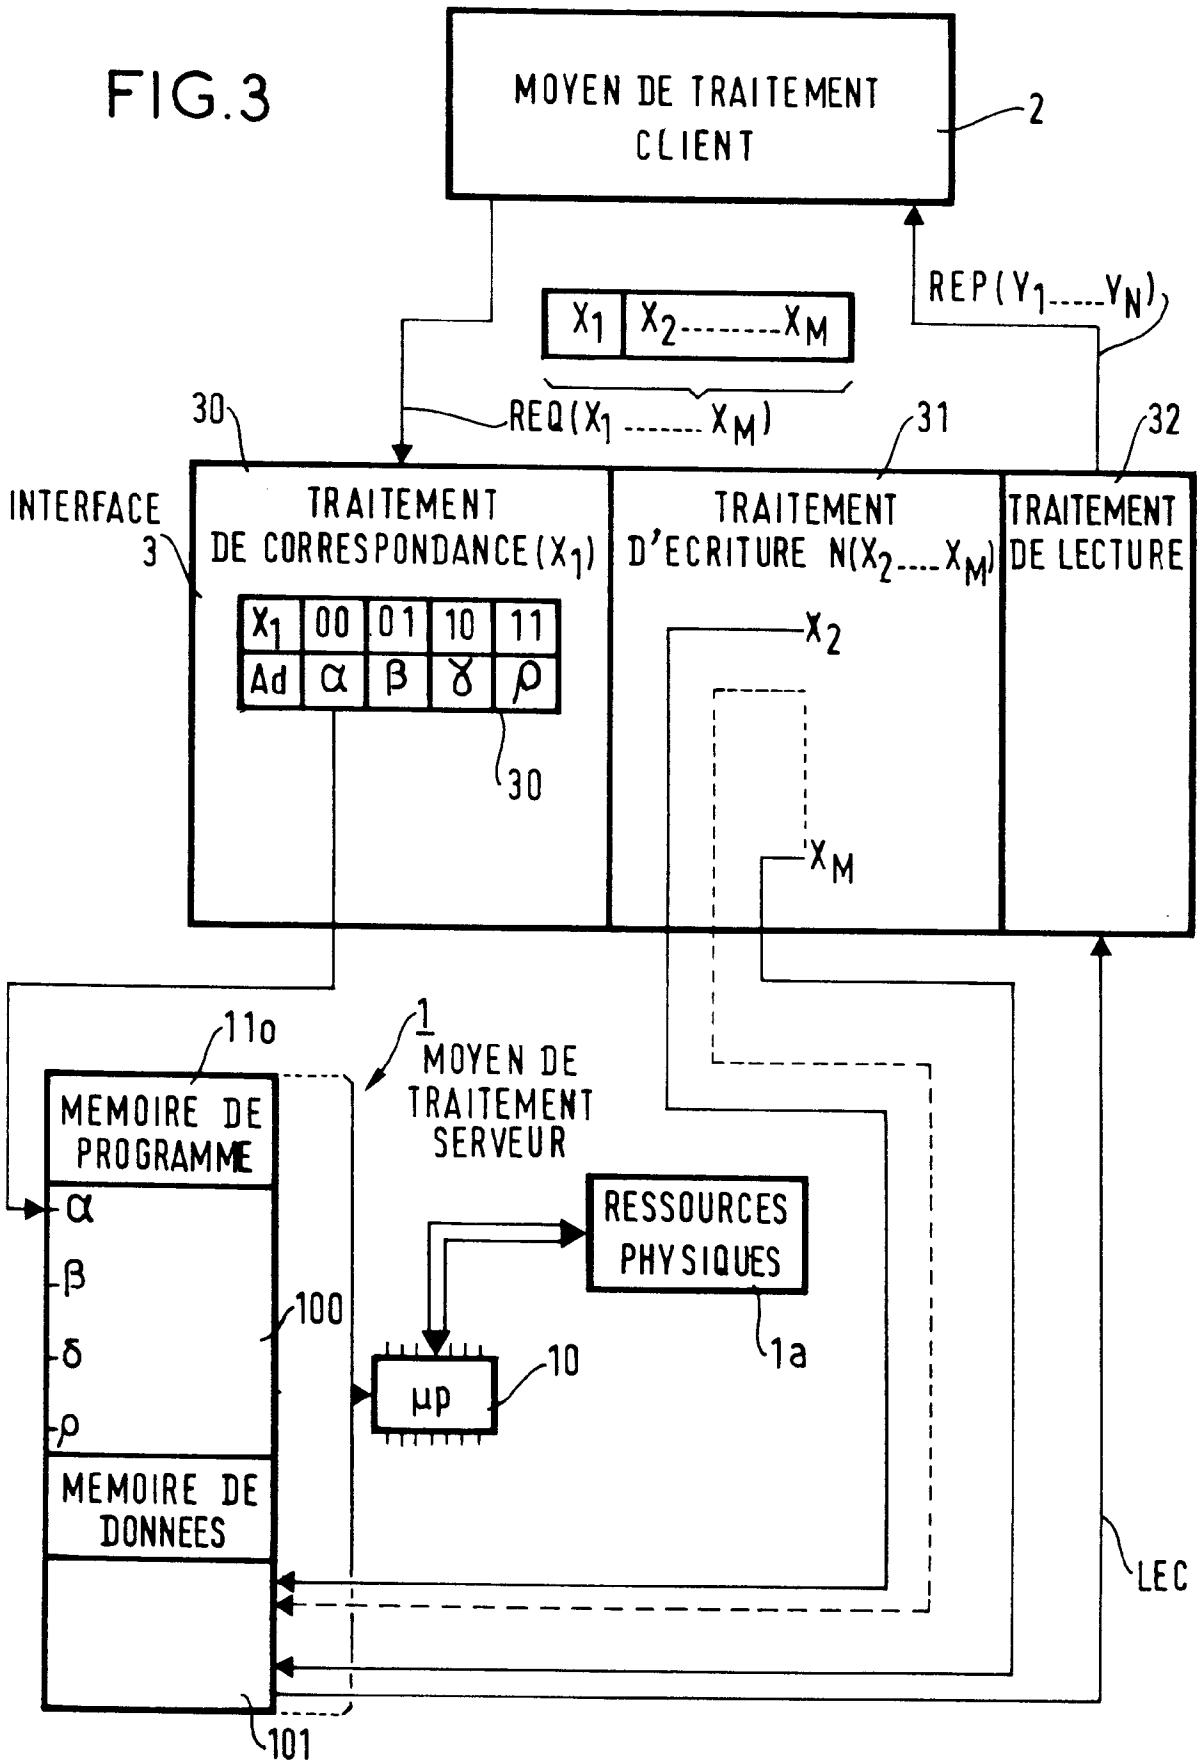 FIG.3
MOYEN DE TRAITEMENT
CLIENT
2
REP(Y1.....YN)
X1 X2.........XM
REQ(X1.......XM)
30
31
32
INTERFACE
3
TRAITEMENT
DE CORRESPONDANCE(X1)
TRAITEMENT
D'ECRITURE N(X2....XM)
TRAITEMENT
DE LECTURE
X1 00 01 10 11
Ad α β γ ρ
30
X2
XM
1
MOYEN DE
TRAITEMENT
SERVEUR
110
MEMOIRE DE
PROGRAMME
α
β
δ
ρ
100
RESSOURCES
PHYSIQUES
1a
10
µp
MEMOIRE DE
DONNEES
LEC
101